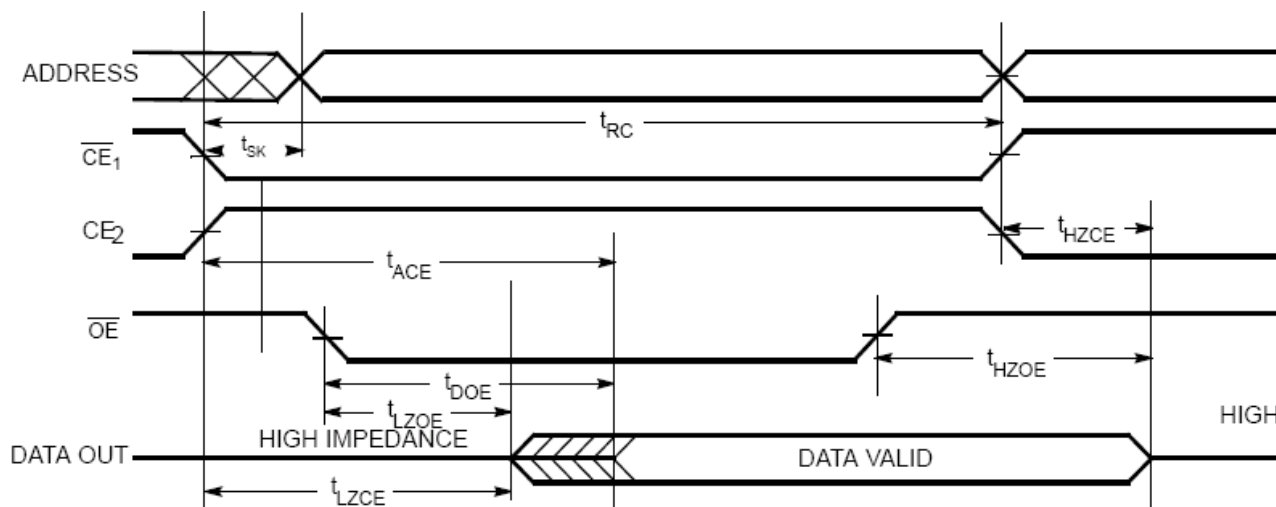 ADDRESS
tRC
tSK
CE1
CE2
tHZCE
tACE
OE
tHZOE
tDOE
tLZOE
HIGH
HIGH IMPEDANCE
DATA OUT
DATA VALID
tLZCE